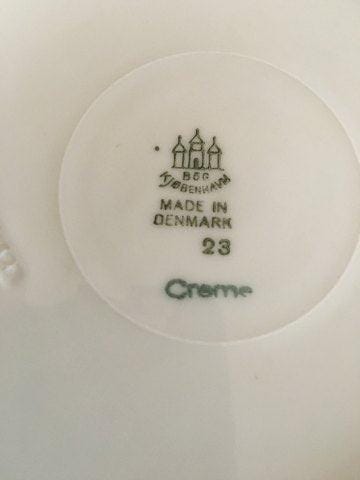 B&G
KJØBENHAVN
MADE IN
DENMARK
23
Creme